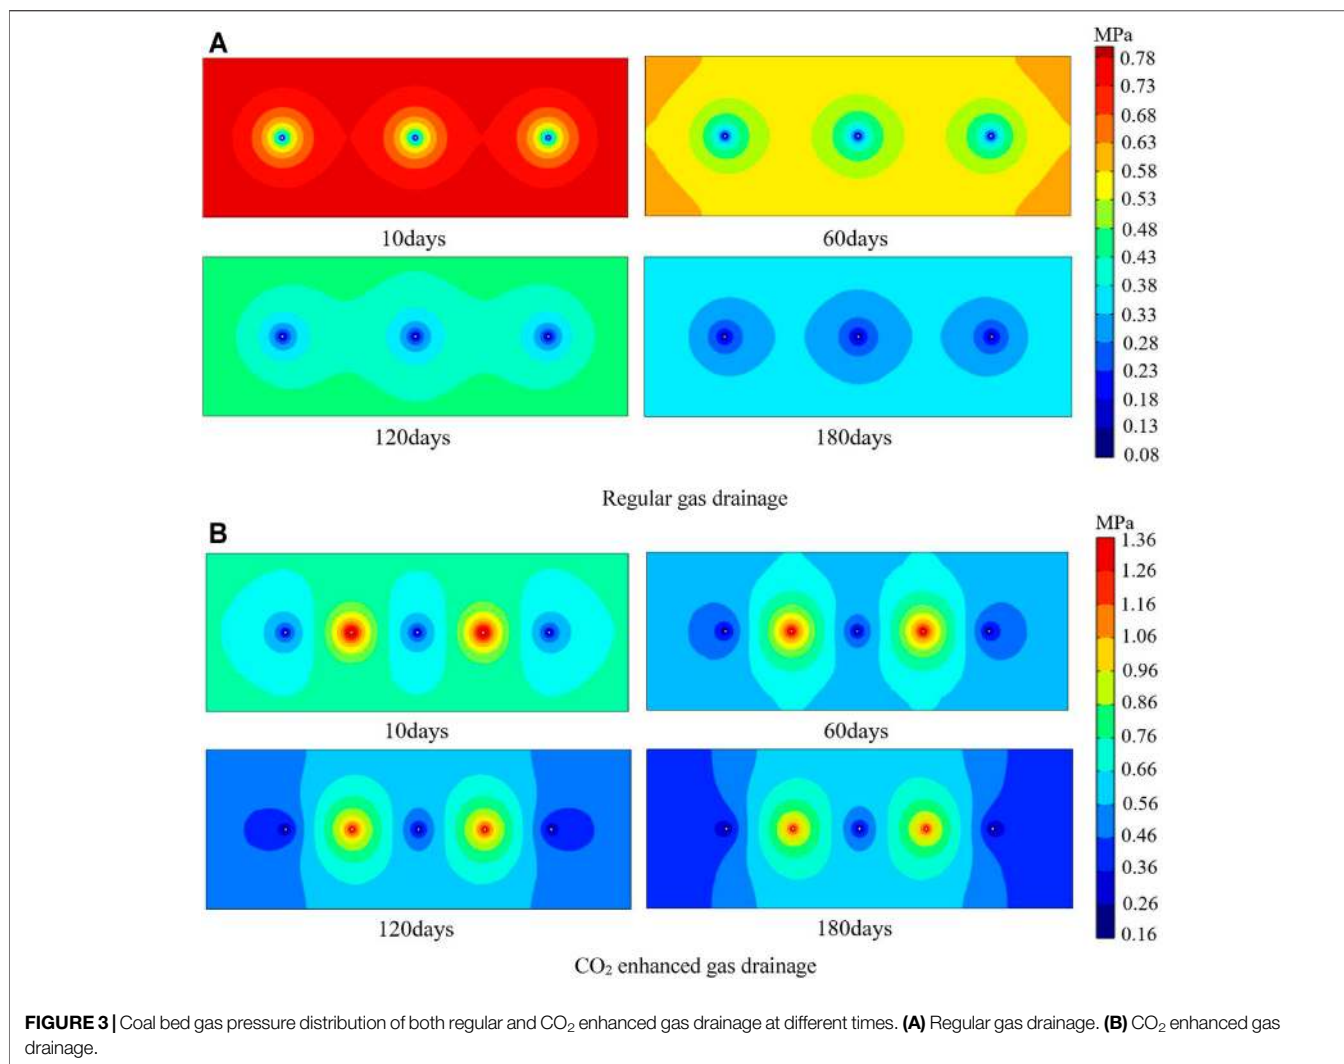 A
MPa
0.78
0.73
0.68
0.63
0.58
0.53
0.48
0.43
0.38
0.33
0.28
0.23
0.18
0.13
0.08
10days
60days
120days
180days
Regular gas drainage
B
MPa
1.36
1.26
1.16
1.06
0.96
0.86
0.76
0.66
0.56
0.46
0.36
0.26
0.16
10days
60days
120days
180days
CO₂ enhanced gas drainage
FIGURE 3 | Coal bed gas pressure distribution of both regular and CO₂ enhanced gas drainage at different times. (A) Regular gas drainage. (B) CO₂ enhanced gas
drainage.